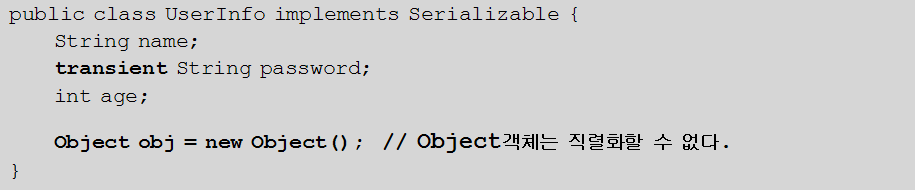 public class UserInfo implements Serializable {
String name;
transient String password;
int age;
Object obj = new Object(); // Object객체는 직렬화할 수 없다.
}